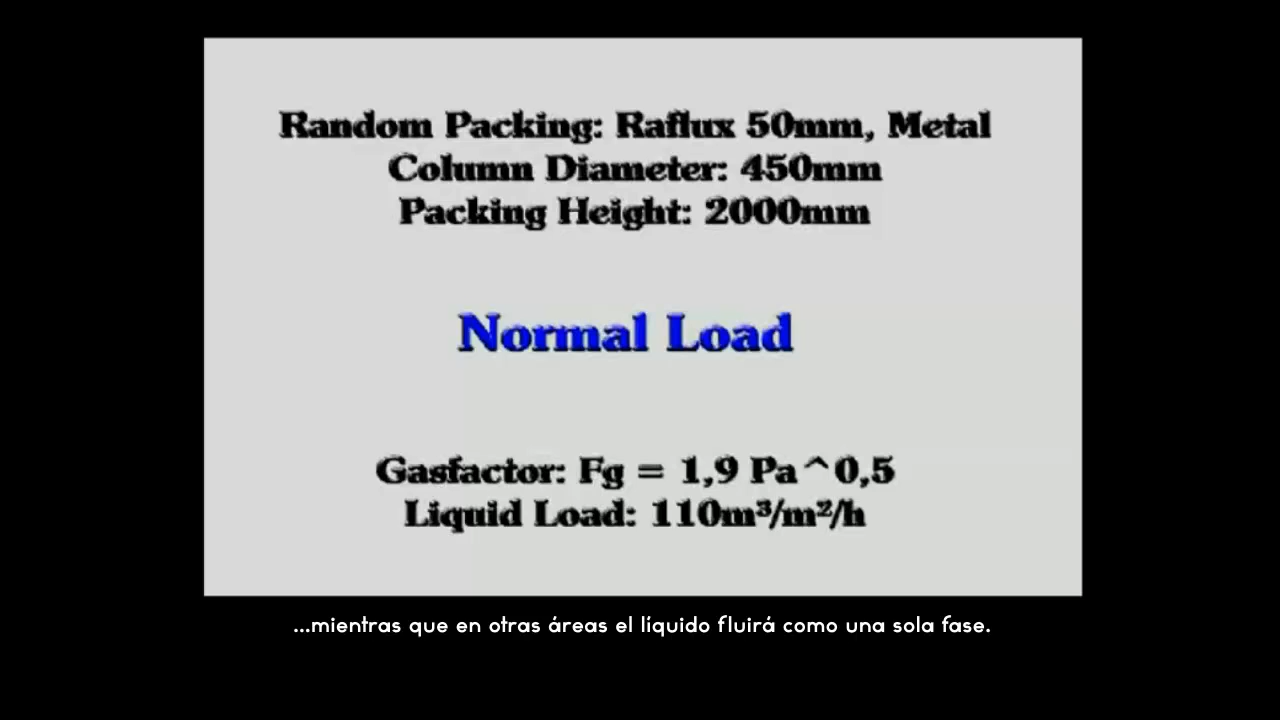 Random Packing: Raflux 50mm, Metal
Column Diameter: 450mm
Packing Height: 2000mm
Normal Load
Gasfactor: Fg = 1,9 Pa^0,5
Liquid Load: 110m³/m²/h
...mientras que en otras áreas el líquido fluirá como una sola fase.